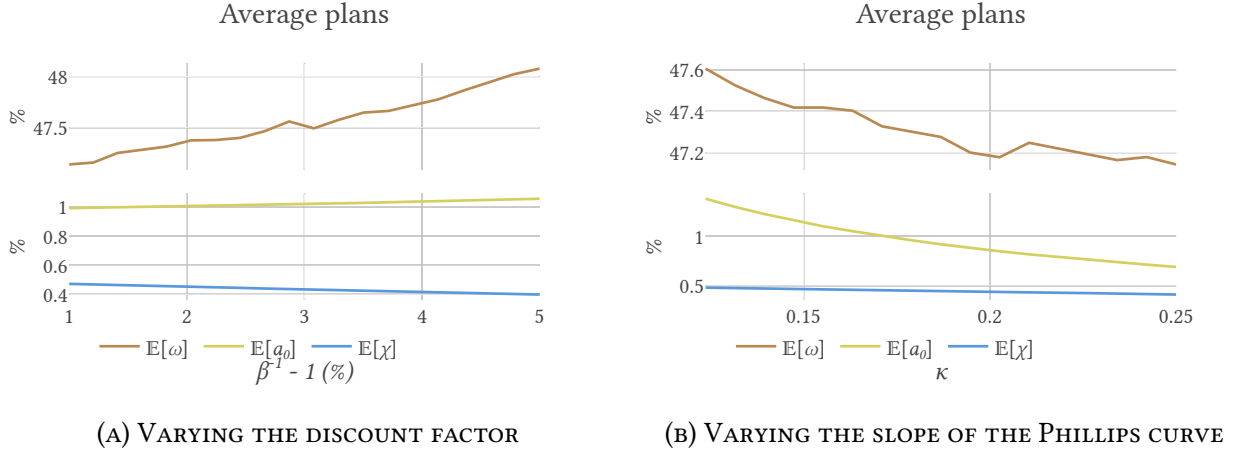 Average plans
48
47.5
%
1
0.8
0.6
0.4
%
1 2 3 4 5
𝔼[ω] 𝔼[a₀] 𝔼[χ]
β⁻¹ - 1 (%)
(A) VARYING THE DISCOUNT FACTOR
Average plans
47.6
47.4
47.2
%
1
0.5
%
0.15 0.2 0.25
𝔼[ω] 𝔼[a₀] 𝔼[χ]
κ
(B) VARYING THE SLOPE OF THE PHILLIPS CURVE